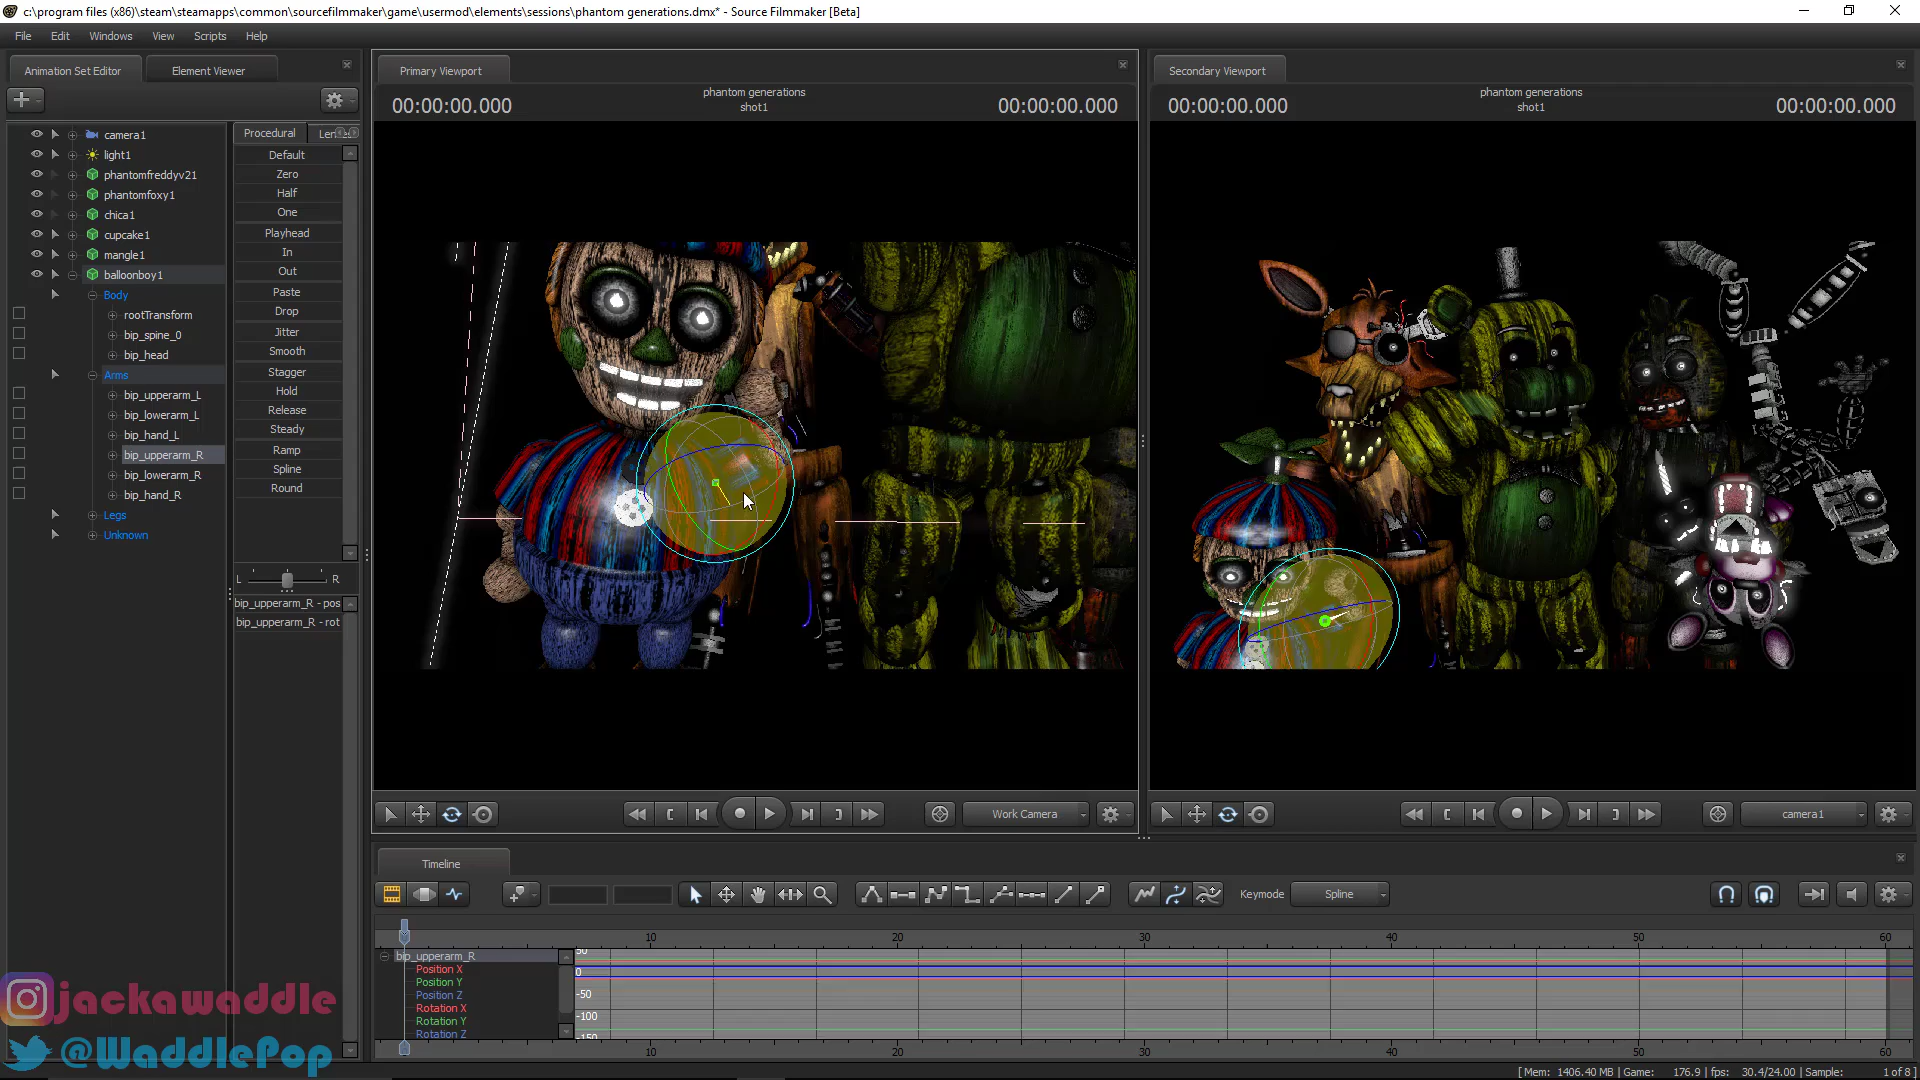 c:\program files (x86)\steam\steamapps\common\sourcefilmmaker\game\usermod\elements\sessions\phantom generations.dmx* - Source Filmmaker [Beta]
File Edit Windows View Scripts Help
Animation Set Editor Element Viewer
Primary Viewport
Secondary Viewport
00:00:00.000
phantom generations
shot1
00:00:00.000
00:00:00.000
phantom generations
shot1
00:00:00.000
camera1
light1
phantomfreddyv21
phantomfoxy1
chica1
cupcake1
mangle1
balloonboy1
Body
rootTransform
bip_spine_0
bip_head
Arms
bip_upperarm_L
bip_lowerarm_L
bip_hand_L
bip_upperarm_R
bip_lowerarm_R
bip_hand_R
Legs
Unknown
Procedural
Default
Zero
Half
One
Playhead
In
Out
Paste
Drop
Jitter
Smooth
Stagger
Hold
Release
Steady
Ramp
Spline
Round
L R
bip_upperarm_R - pos
bip_upperarm_R - rot
Work Camera
camera1
Timeline
Keymode Spline
10 20 30 40 50 60
bip_upperarm_R
Position X
Position Y
Position Z
Rotation X
Rotation Y
Rotation Z
50
0
-50
-100
-150
10 20 30 40 50 60
jackawaddle
@WaddlePop
[ Mem: 1406.40 MB | Game: 176.9 | fps: 30.4/24.00 | Sample: 1 of 8 ]